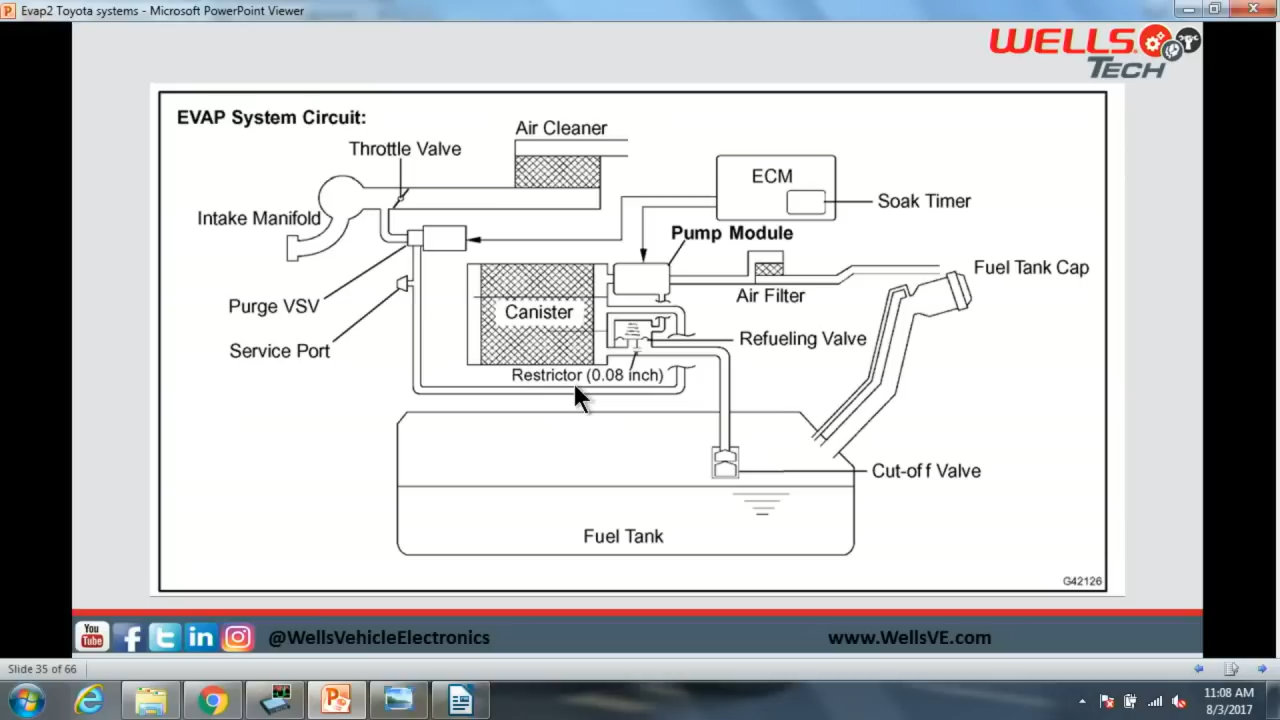 Evap2 Toyota systems - Microsoft PowerPoint Viewer
WELLS
TECH
EVAP System Circuit:
Air Cleaner
Throttle Valve
ECM
Soak Timer
Intake Manifold
Pump Module
Fuel Tank Cap
Air Filter
Purge VSV
Canister
Refueling Valve
Service Port
Restrictor (0.08 inch)
Cut-off Valve
Fuel Tank
G42126
You
Tube
@WellsVehicleElectronics
www.WellsVE.com
Slide 35 of 66
11:08 AM
8/3/2017